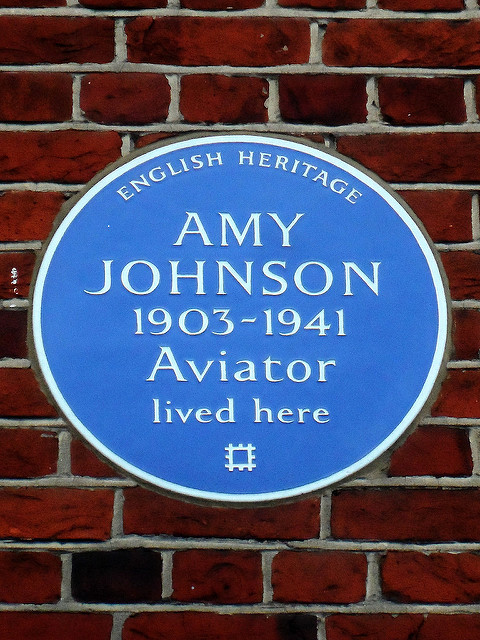 ENGLISH HERITAGE
AMY
JOHNSON
1903-1941
Aviator
lived here